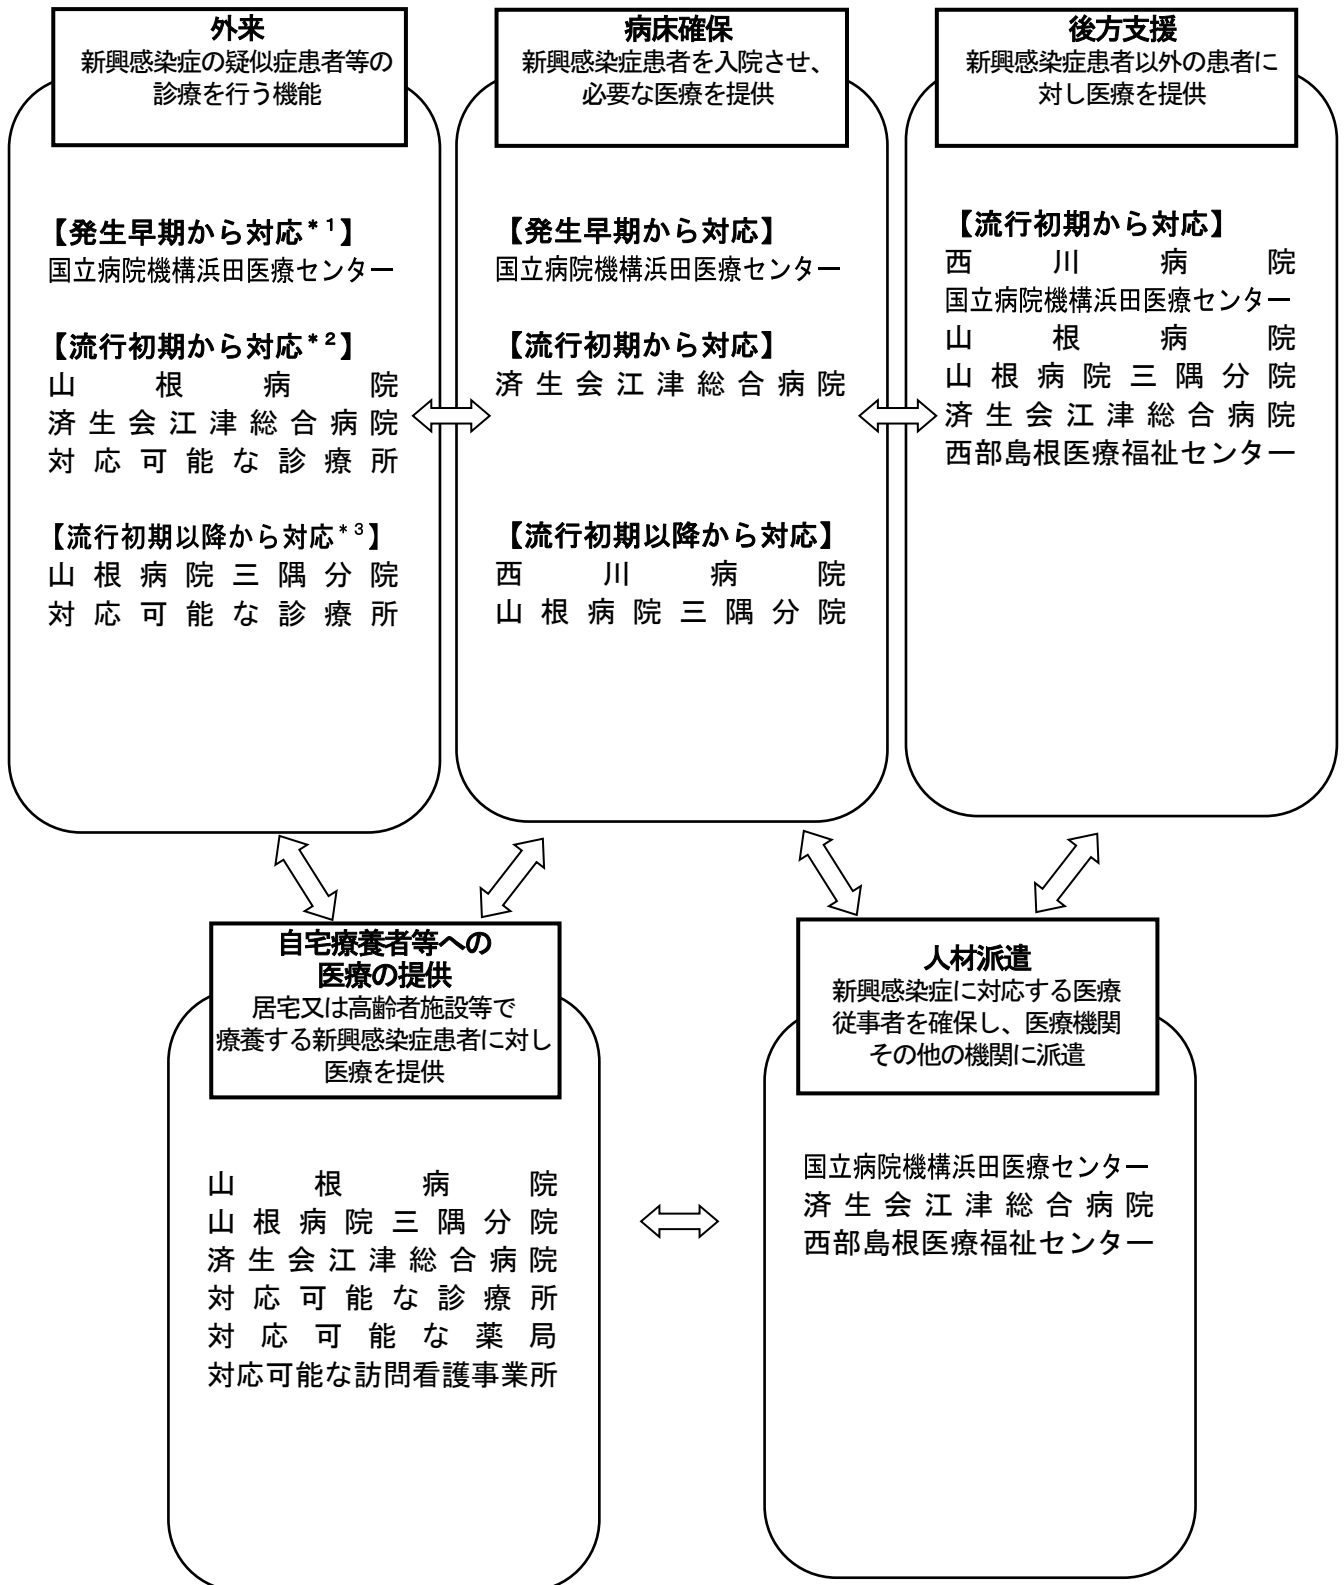 外来
新興感染症の疑似症患者等の
診療を行う機能
【発生早期から対応*1】
国立病院機構浜田医療センター
【流行初期から対応*2】
山根病院
済生会江津総合病院
対応可能な診療所
【流行初期以降から対応*3】
山根病院三隅分院
対応可能な診療所
病床確保
新興感染症患者を入院させ、
必要な医療を提供
【発生早期から対応】
国立病院機構浜田医療センター
【流行初期から対応】
済生会江津総合病院
【流行初期以降から対応】
西川病院
山根病院三隅分院
後方支援
新興感染症患者以外の患者に
対し医療を提供
【流行初期から対応】
西川病院
国立病院機構浜田医療センター
山根病院
山根病院三隅分院
済生会江津総合病院
西部島根医療福祉センター
自宅療養者等への
医療の提供
居宅又は高齢者施設等で
療養する新興感染症患者に対し
医療を提供
山根病院
山根病院三隅分院
済生会江津総合病院
対応可能な診療所
対応可能な薬局
対応可能な訪問看護事業所
人材派遣
新興感染症に対応する医療
従事者を確保し、医療機関
その他の機関に派遣
国立病院機構浜田医療センター
済生会江津総合病院
西部島根医療福祉センター